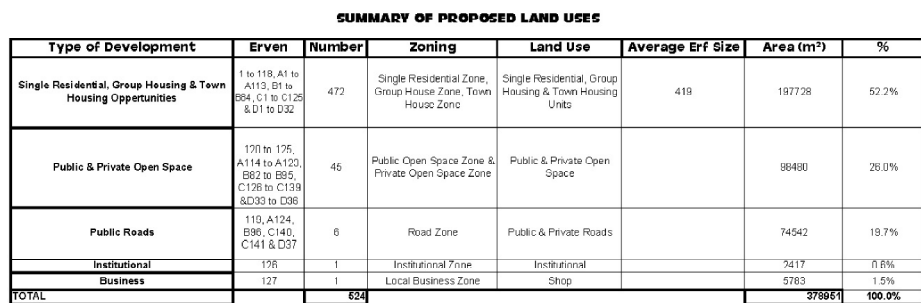 SUMMARY OF PROPOSED LAND USES
Type of Development Erven Number Zoning Land Use Average Erf Size Area (m²) %
Single Residential, Group Housing & Town
Housing Oppertunities
1 to 118, A1 to
A113, B1 to
B84, C1 to C125
& D1 to D32
472
Single Residential Zone,
Group House Zone, Town
House Zone
Single Residential, Group
Housing & Town Housing
Units
419
197728
52.2%
Public & Private Open Space
120 to 125,
A114 to A123,
B82 to B95,
C126 to C139
&D33 to D36
45
Public Open Space Zone &
Private Open Space Zone
Public & Private Open
Space
98480
26.0%
Public Roads
119, A124,
B96, C140,
C141 & D37
6
Road Zone
Public & Private Roads
74542
19.7%
Institutional 126 1 Institutional Zone Institutional 2417 0.6%
Business 127 1 Local Business Zone Shop 5783 1.5%
TOTAL 524 378951 100.0%